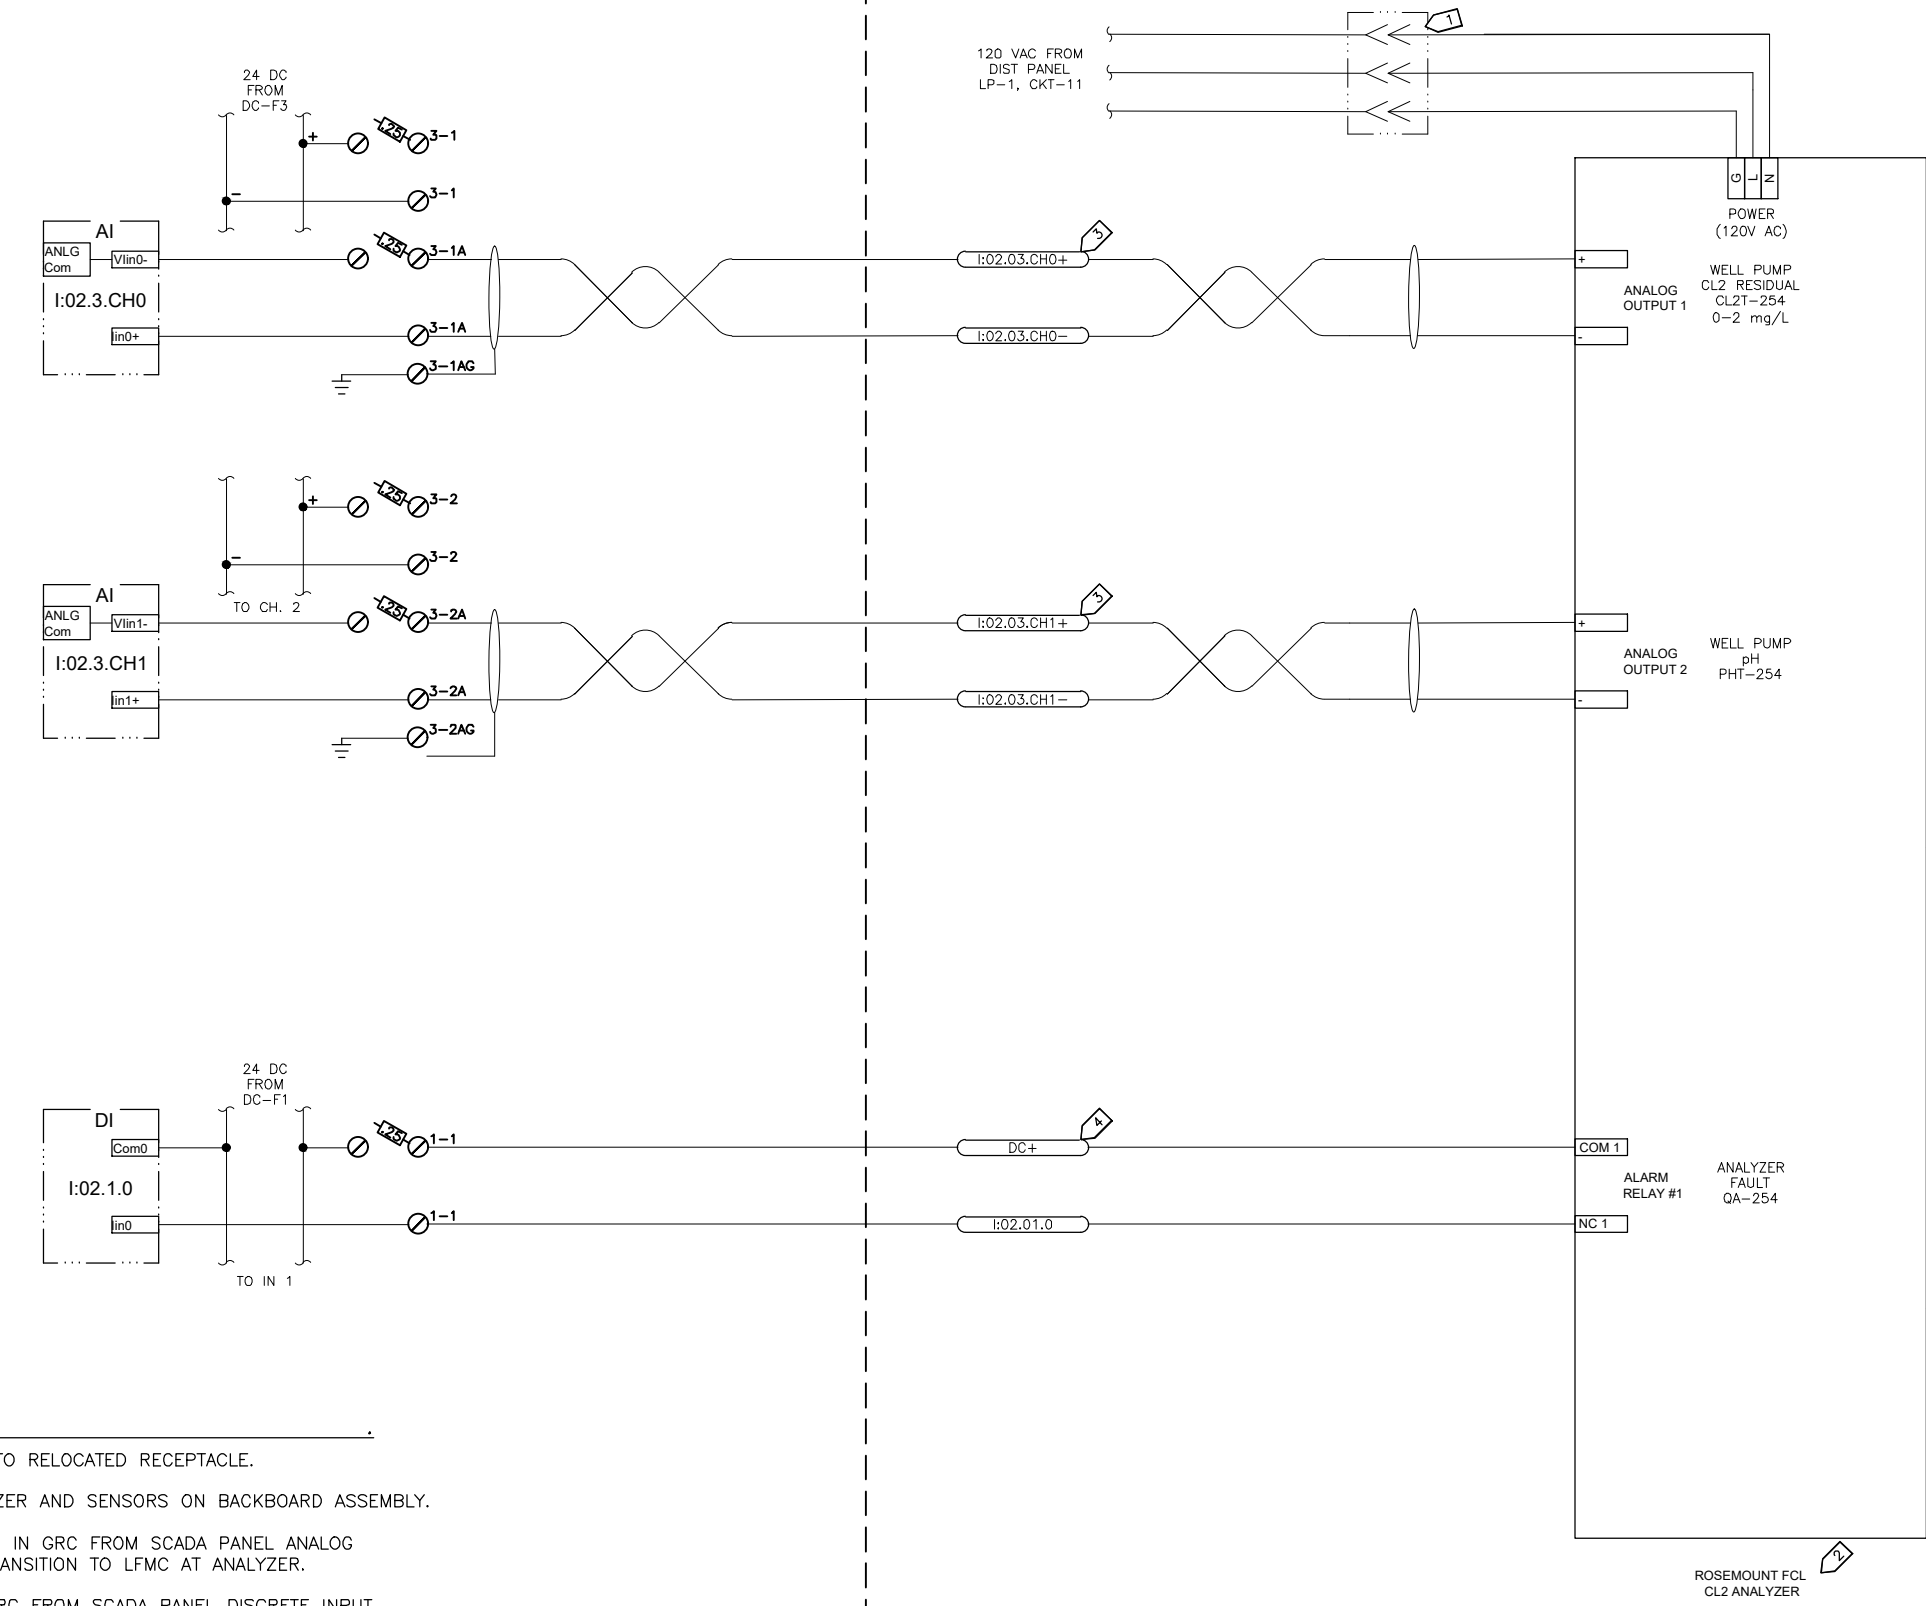 120 VAC FROM
DIST PANEL
LP-1, CKT-11
1
24 DC
FROM
DC-F3
+
.25
3-1
-
3-1
G
L
N
POWER
(120V AC)
AI
ANLG
Com
VIin0-
.25
3-1A
I:02.03.CH0+
3
+
I:02.3.CH0
ANALOG
OUTPUT 1
WELL PUMP
CL2 RESIDUAL
CL2T-254
0-2 mg/L
Iin0+
3-1A
I:02.03.CH0-
-
3-1AG
+
.25
3-2
-
3-2
TO CH. 2
AI
ANLG
Com
VIin1-
.25
3-2A
I:02.03.CH1+
3
+
I:02.3.CH1
ANALOG
OUTPUT 2
WELL PUMP
pH
PHT-254
Iin1+
3-2A
I:02.03.CH1-
-
3-2AG
24 DC
FROM
DC-F1
DI
Com0
.25
1-1
DC+
4
COM 1
I:02.1.0
ALARM
RELAY #1
ANALYZER
FAULT
QA-254
Iin0
1-1
I:02.01.0
NC 1
TO IN 1
TO RELOCATED RECEPTACLE.
ZER AND SENSORS ON BACKBOARD ASSEMBLY.
IN GRC FROM SCADA PANEL ANALOG
ANSITION TO LFMC AT ANALYZER.
RC FROM SCADA PANEL DISCRETE INPUT
2
ROSEMOUNT FCL
CL2 ANALYZER